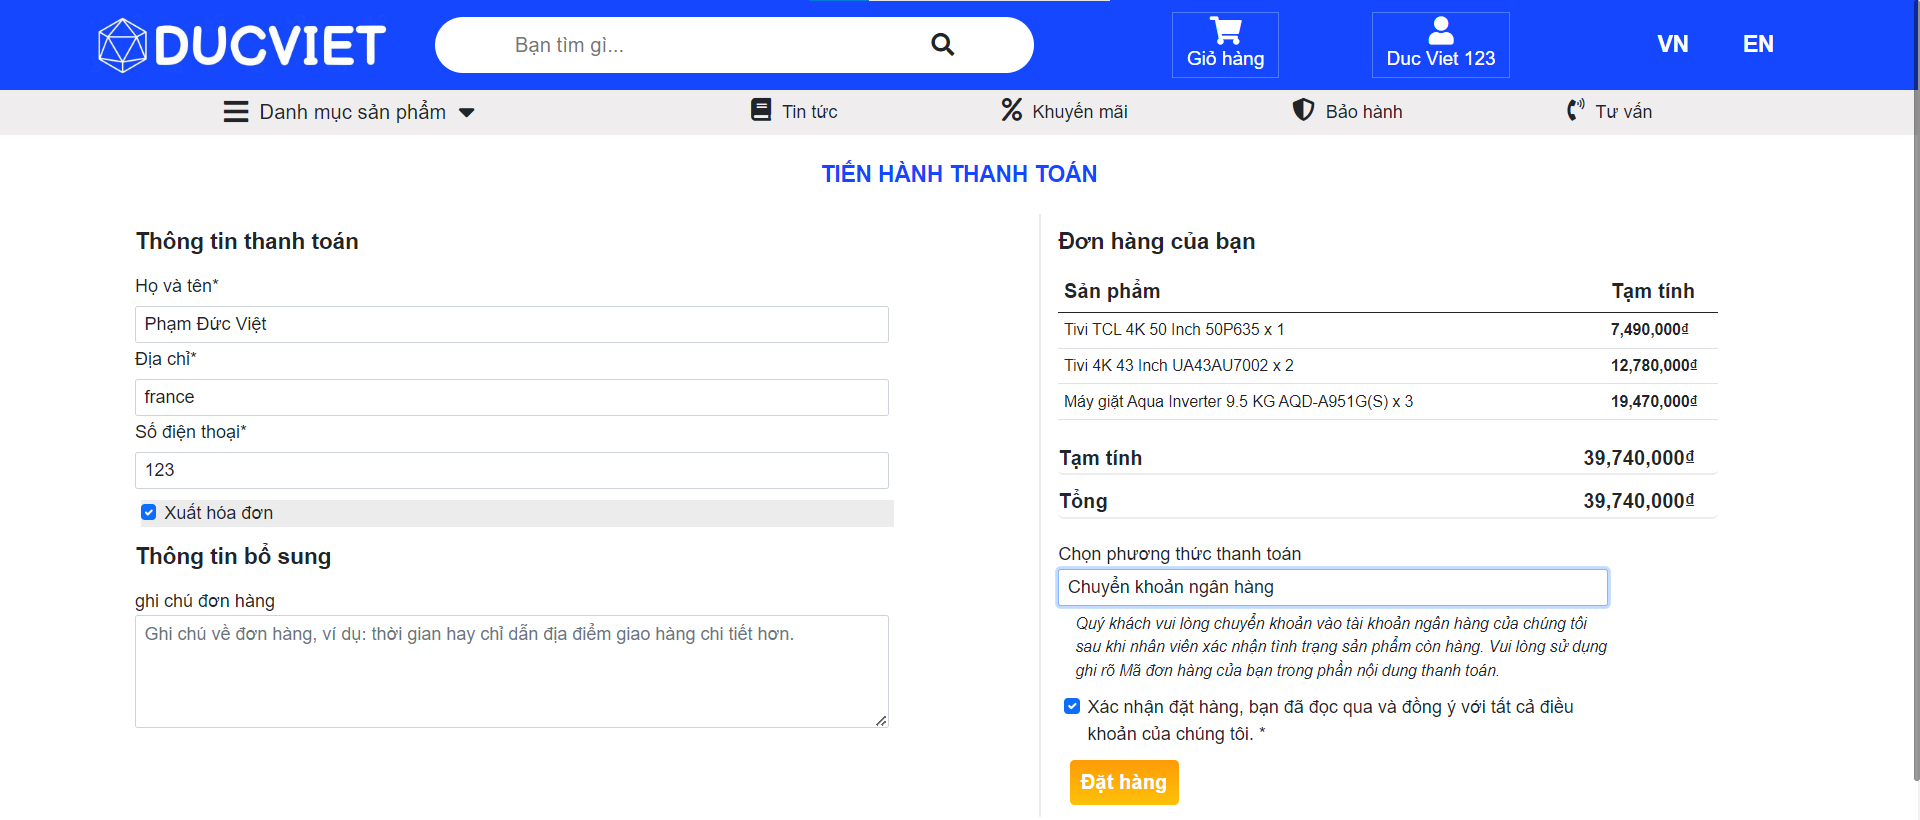 DUCVIET
Bạn tìm gì...
Giỏ hàng
Duc Viet 123
VN
EN
Danh mục sản phẩm
Tin tức
Khuyến mãi
Bảo hành
Tư vấn
TIẾN HÀNH THANH TOÁN
Thông tin thanh toán
Họ và tên*
Phạm Đức Việt
Địa chỉ*
france
Số điện thoại*
123
Xuất hóa đơn
Thông tin bổ sung
ghi chú đơn hàng
Ghi chú về đơn hàng, ví dụ: thời gian hay chỉ dẫn địa điểm giao hàng chi tiết hơn.
Đơn hàng của bạn
Sản phẩm Tạm tính
Tivi TCL 4K 50 Inch 50P635 x 1 7,490,000₫
Tivi 4K 43 Inch UA43AU7002 x 2 12,780,000₫
Máy giặt Aqua Inverter 9.5 KG AQD-A951G(S) x 3 19,470,000₫
Tạm tính 39,740,000₫
Tổng 39,740,000₫
Chọn phương thức thanh toán
Chuyển khoản ngân hàng
Quý khách vui lòng chuyển khoản vào tài khoản ngân hàng của chúng tôi
sau khi nhân viên xác nhận tình trạng sản phẩm còn hàng. Vui lòng sử dụng
ghi rõ Mã đơn hàng của bạn trong phần nội dung thanh toán.
Xác nhận đặt hàng, bạn đã đọc qua và đồng ý với tất cả điều
khoản của chúng tôi. *
Đặt hàng